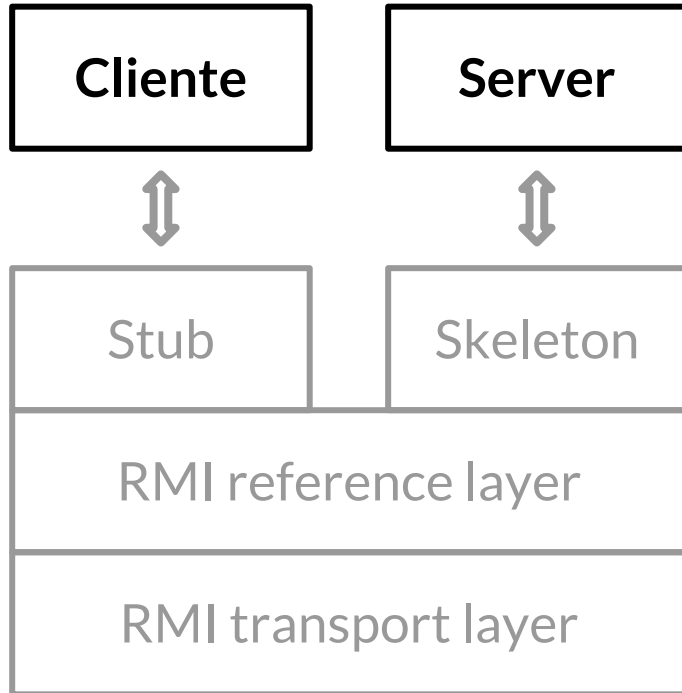 Cliente
Server
Stub
Skeleton
RMI reference layer
RMI transport layer